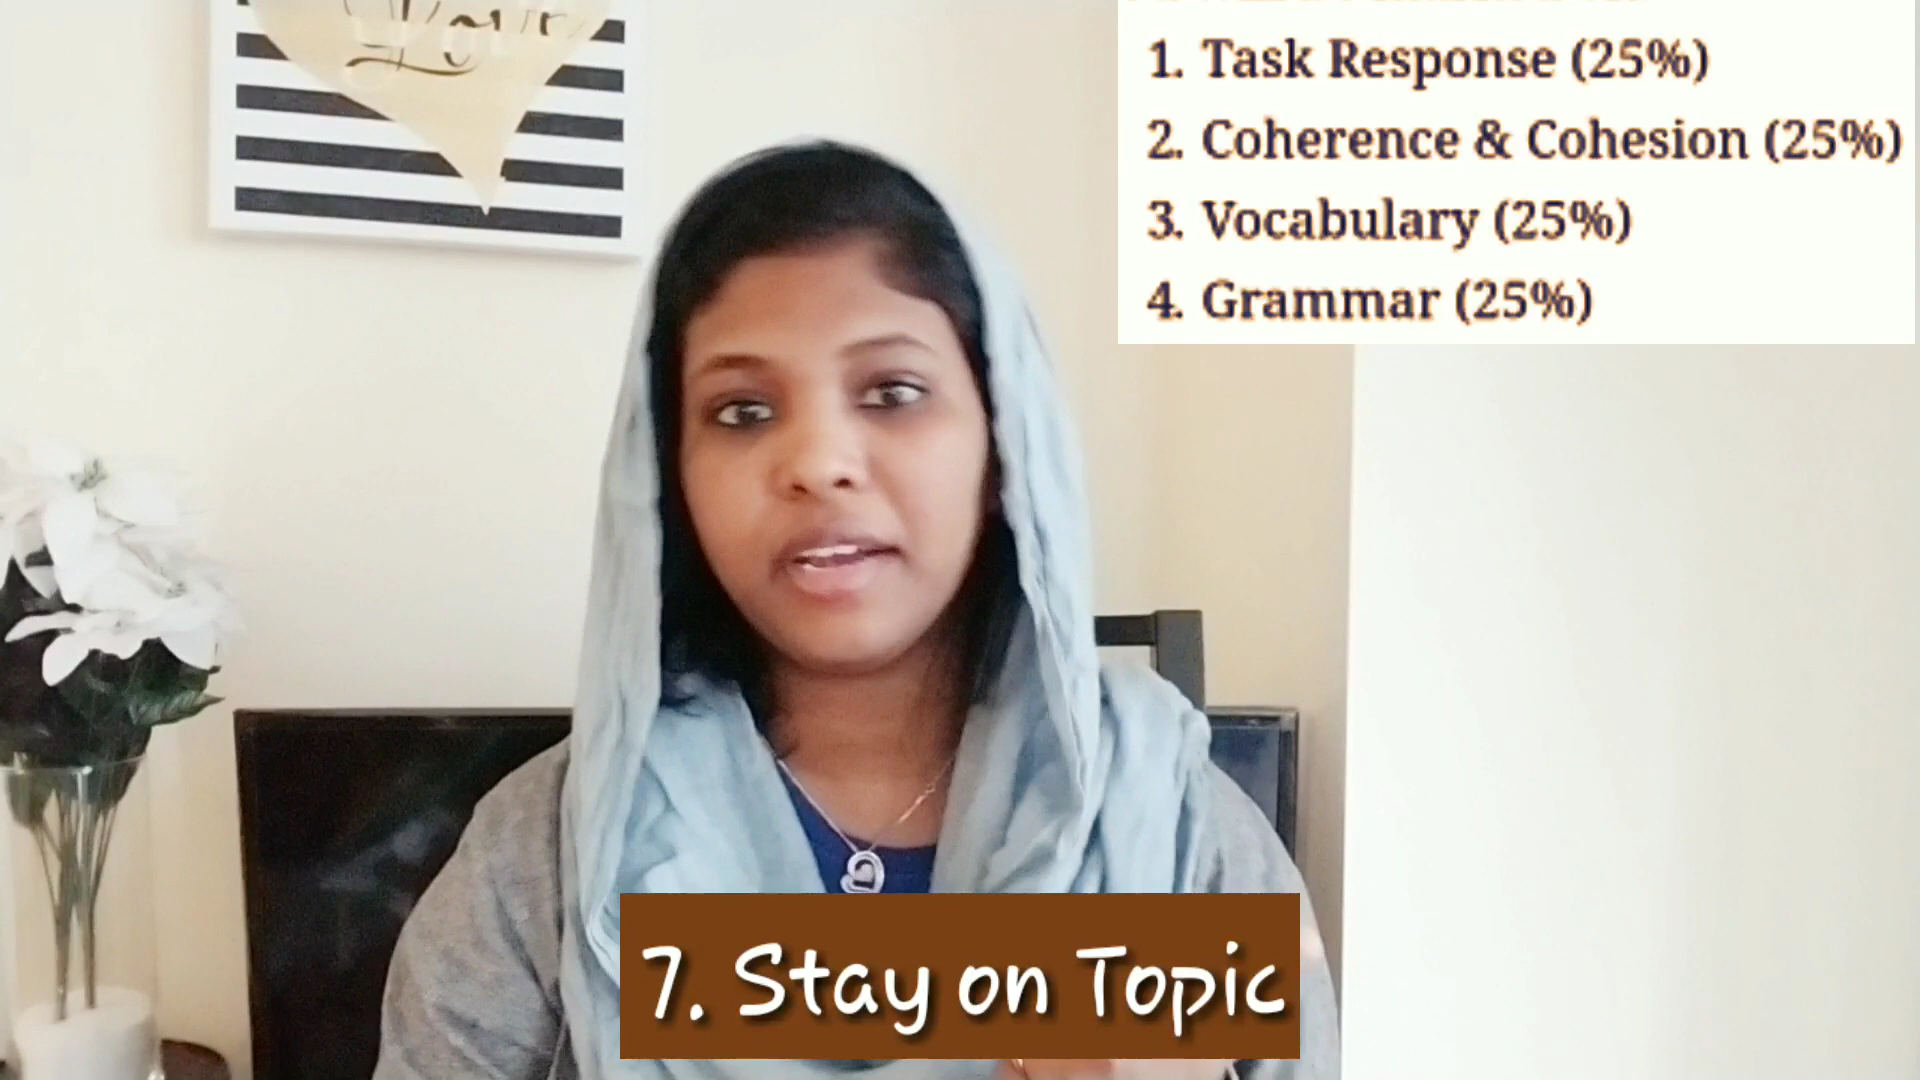 1. Task Response (25%)
2. Coherence & Cohesion (25%)
3. Vocabulary (25%)
4. Grammar (25%)
7. Stay on Topic